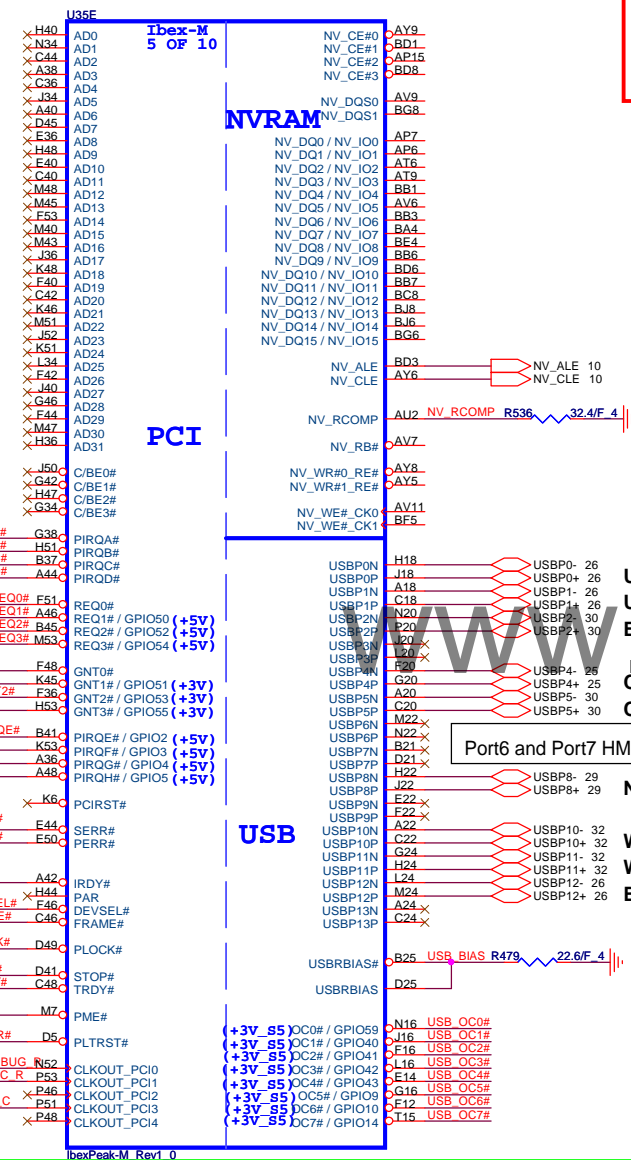 U35E
Ibex-M
5 OF 10
H40 AD0
N34 AD1
C44 AD2
A38 AD3
C36 AD4
J34 AD5
A40 AD6
D45 AD7
E36 AD8
H48 AD9
E40 AD10
C40 AD11
M48 AD12
M45 AD13
F53 AD14
M40 AD15
M43 AD16
J36 AD17
K48 AD18
F40 AD19
C42 AD20
K46 AD21
M51 AD22
J52 AD23
K51 AD24
L34 AD25
F42 AD26
J40 AD27
G46 AD28
F44 AD29
M47 AD30
H36 AD31
J50 C/BE0#
G42 C/BE1#
H47 C/BE2#
G34 C/BE3#
# G38 PIRQA#
# H51 PIRQB#
# B37 PIRQC#
# A44 PIRQD#
EQ0# F51 REQ0#
EQ1# A46 REQ1# / GPIO50 (+5V)
EQ2# B45 REQ2# / GPIO52 (+5V)
EQ3# M53 REQ3# / GPIO54 (+5V)
F48 GNT0#
K45 GNT1# / GPIO51 (+3V)
T2# F36 GNT2# / GPIO53 (+3V)
H53 GNT3# / GPIO55 (+3V)
QE# B41 PIRQE# / GPIO2 (+5V)
K53 PIRQF# / GPIO3 (+5V)
A36 PIRQG# / GPIO4 (+5V)
A48 PIRQH# / GPIO5 (+5V)
K6 PCIRST#
# E44 SERR#
# E50 PERR#
# A42 IRDY#
H44 PAR
EL# F46 DEVSEL#
E# C46 FRAME#
K# D49 PLOCK#
# D41 STOP#
# C48 TRDY#
M7 PME#
R# D5 PLTRST#
BUG_R N52 CLKOUT_PCI0
C_R P53 CLKOUT_PCI1
P46 CLKOUT_PCI2
C P51 CLKOUT_PCI3
P48 CLKOUT_PCI4
PCI
NVRAM
NV_CE#0 AY9
NV_CE#1 BD1
NV_CE#2 AP15
NV_CE#3 BD8
NV_DQS0 AV9
NV_DQS1 BG8
NV_DQ0 / NV_IO0 AP7
NV_DQ1 / NV_IO1 AP6
NV_DQ2 / NV_IO2 AT6
NV_DQ3 / NV_IO3 AT9
NV_DQ4 / NV_IO4 BB1
NV_DQ5 / NV_IO5 AV6
NV_DQ6 / NV_IO6 BB3
NV_DQ7 / NV_IO7 BA4
NV_DQ8 / NV_IO8 BE4
NV_DQ9 / NV_IO9 BB6
NV_DQ10 / NV_IO10 BD6
NV_DQ11 / NV_IO11 BB7
NV_DQ12 / NV_IO12 BC8
NV_DQ13 / NV_IO13 BJ8
NV_DQ14 / NV_IO14 BJ6
NV_DQ15 / NV_IO15 BG6
NV_ALE BD3 NV_ALE 10
NV_CLE AY6 NV_CLE 10
NV_RCOMP AU2 NV_RCOMP R536 32.4/F_4
NV_RB# AV7
NV_WR#0_RE# AY8
NV_WR#1_RE# AY5
NV_WE#_CK0 AV11
NV_WE#_CK1 BF5
USBP0N H18 USBP0- 26
USBP0P J18 USBP0+ 26 U
USBP1N A18 USBP1- 26
USBP1P C18 USBP1+ 26 U
USBP2N N20 USBP2- 30
USBP2P P20 USBP2+ 30 E
USBP3N J20
USBP3P L20
USBP4N F20 USBP4- 25
USBP4P G20 USBP4+ 25 C
USBP5N A20 USBP5- 30
USBP5P C20 USBP5+ 30 C
USBP6N M22
USBP6P N22
USBP7N B21
USBP7P D21
Port6 and Port7 HM
USBP8N H22 USBP8- 29
USBP8P J22 USBP8+ 29 N
USBP9N E22
USBP9P F22
USBP10N A22 USBP10- 32
USBP10P C22 USBP10+ 32 W
USBP11N G24 USBP11- 32
USBP11P H24 USBP11+ 32 W
USBP12N L24 USBP12- 26
USBP12P M24 USBP12+ 26 E
USBP13N A24
USBP13P C24
USB
www
USBRBIAS# B25 USB_BIAS R479 22.6/F_4
USBRBIAS D25
(+3V_S5) OC0# / GPIO59 N16 USB_OC0#
(+3V_S5) OC1# / GPIO40 J16 USB_OC1#
(+3V_S5) OC2# / GPIO41 F16 USB_OC2#
(+3V_S5) OC3# / GPIO42 L16 USB_OC3#
(+3V_S5) OC4# / GPIO43 E14 USB_OC4#
(+3V_S5) OC5# / GPIO9 G16 USB_OC5#
(+3V_S5) OC6# / GPIO10 F12 USB_OC6#
(+3V_S5) OC7# / GPIO14 T15 USB_OC7#
IbexPeak-M_Rev1_0